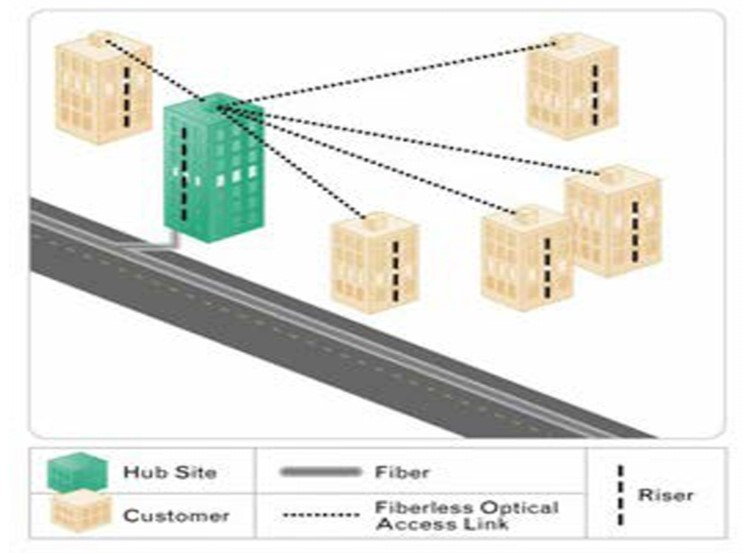 Hub Site
Customer
Fiber
Fiberless Optical
Access Link
Riser